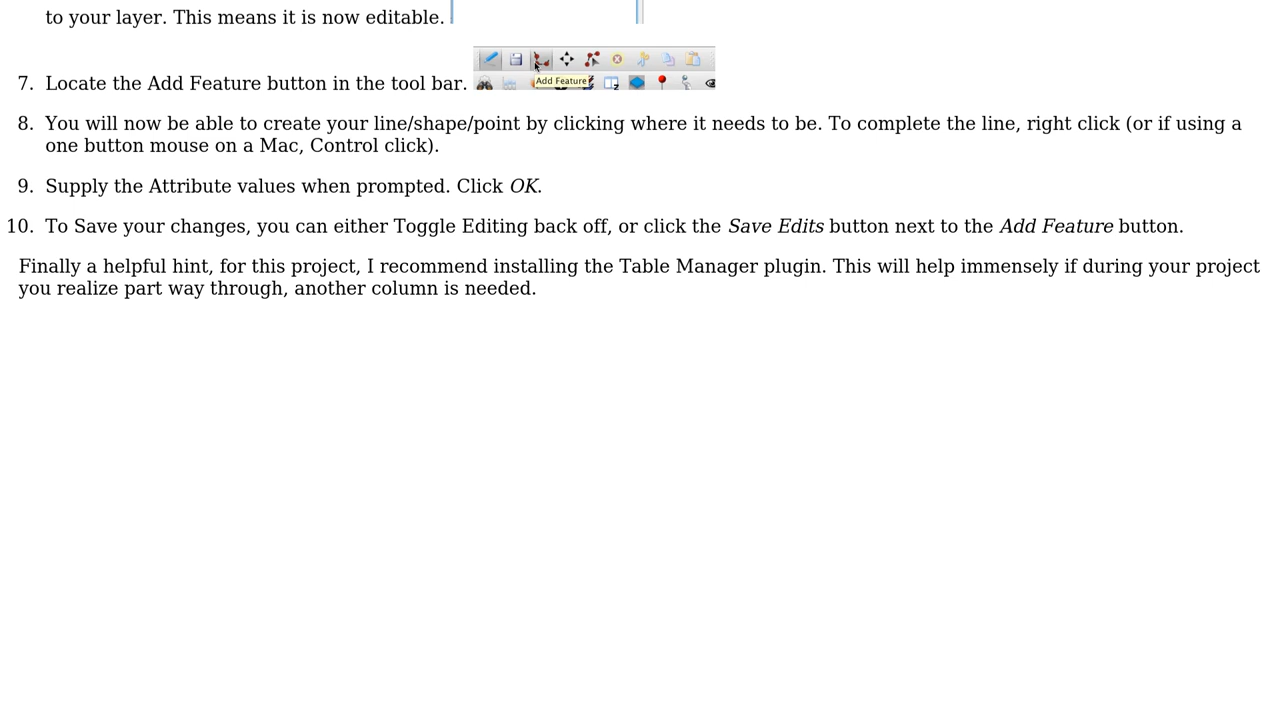 to your layer. This means it is now editable.
7. Locate the Add Feature button in the tool bar.
Add Feature
8. You will now be able to create your line/shape/point by clicking where it needs to be. To complete the line, right click (or if using a
one button mouse on a Mac, Control click).
9. Supply the Attribute values when prompted. Click OK.
10. To Save your changes, you can either Toggle Editing back off, or click the Save Edits button next to the Add Feature button.
Finally a helpful hint, for this project, I recommend installing the Table Manager plugin. This will help immensely if during your project
you realize part way through, another column is needed.